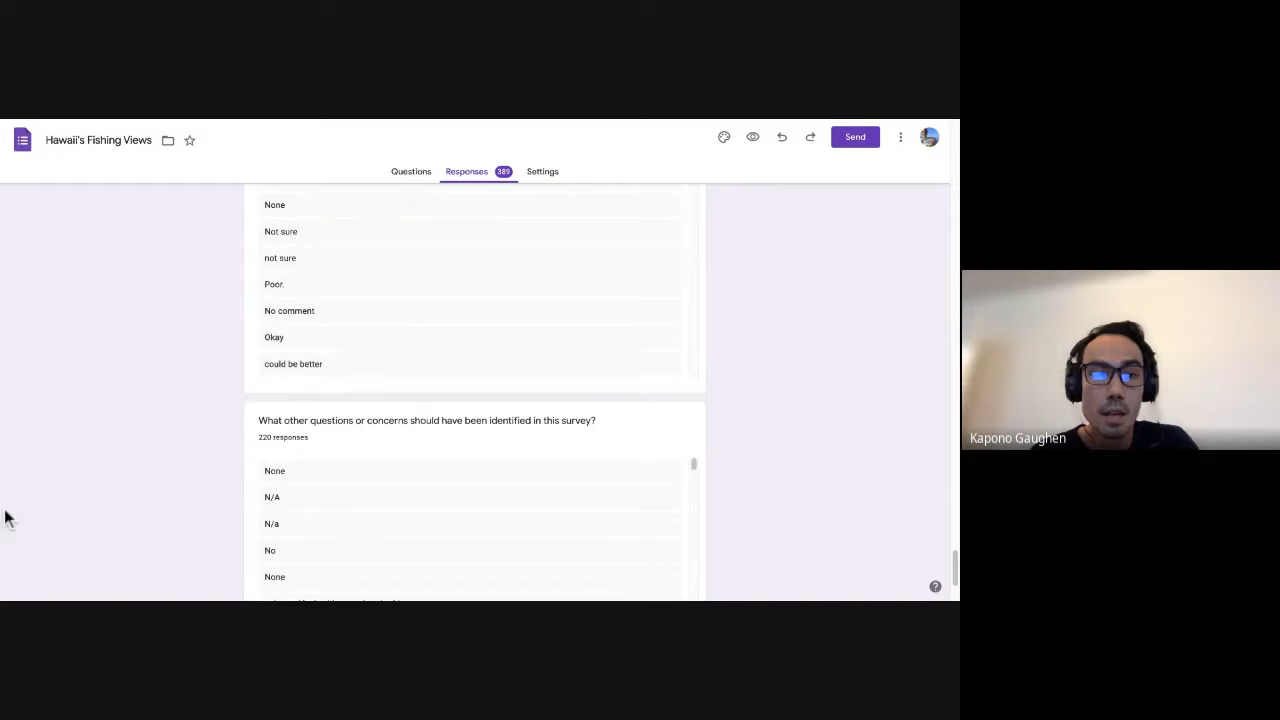 Hawaii's Fishing Views
Send
Questions
Responses 389
Settings
None
Not sure
not sure
Poor.
No comment
Okay
could be better
What other questions or concerns should have been identified in this survey?
220 responses
None
N/A
N/a
No
None
Kapono Gaughen